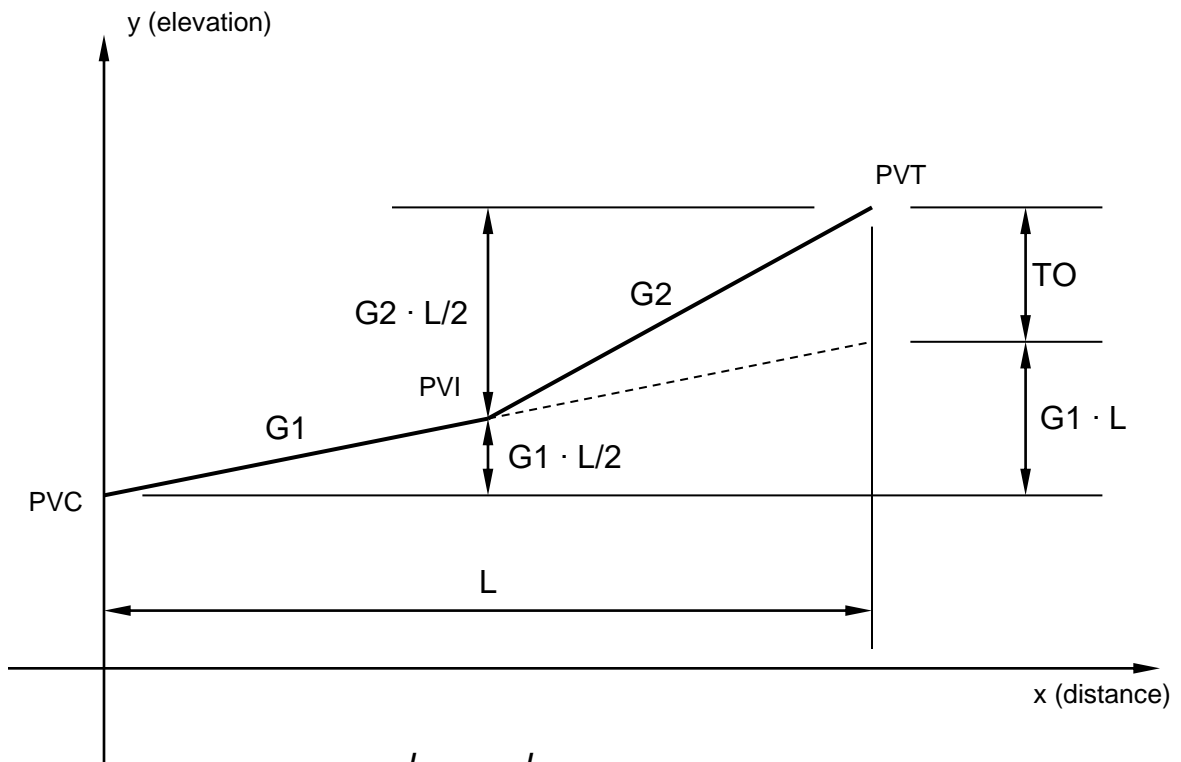 y (elevation)
PVT
TO
G2
G2 · L/2
PVI
G1
G1 · L
G1 · L/2
PVC
L
x (distance)